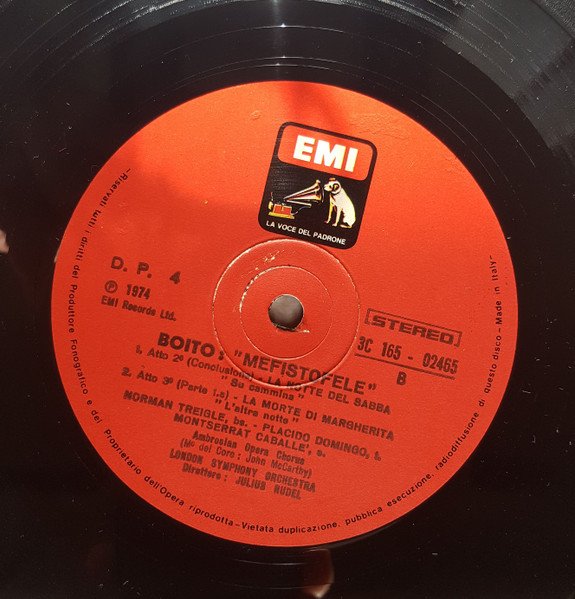 EMI
LA VOCE DEL PADRONE
D. P. 4
Ⓟ 1974
EMI Records Ltd.
STEREO
3C 165 - 02465
B
BOITO: "MEFISTOFELE"
1. Atto 2º (Conclusione) - LA NOTTE DEL SABBA
"Su cammina"
2. Atto 3º (Parte 1.a) - LA MORTE DI MARGHERITA
"L'altra notte"
NORMAN TREIGLE, bs. - PLACIDO DOMINGO, t.
MONTSERRAT CABALLE', s.
Ambrosian Opera Chorus
(Mº del Coro: John McCarthy)
LONDON SYMPHONY ORCHESTRA
Direttore: JULIUS RUDEL
-Riservati tutti i diritti del Produttore Fonografico e del Proprietario dell'Opera riprodotta-Vietata duplicazione, pubblica esecuzione, radiodiffusione di questo disco-Made in Italy-